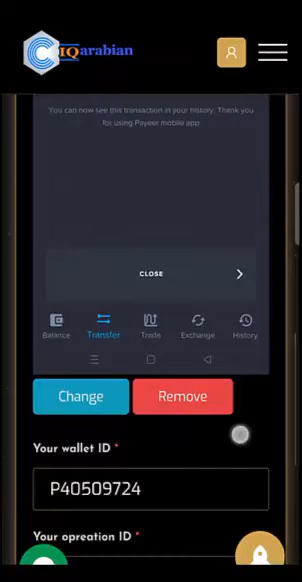 IQarabian
You can now see this transaction in your history. Thank you
for using Payeer mobile app
CLOSE
Balance Transfer Trade Exchange History
Change Remove
Your wallet ID *
P40509724
Your opreation ID *